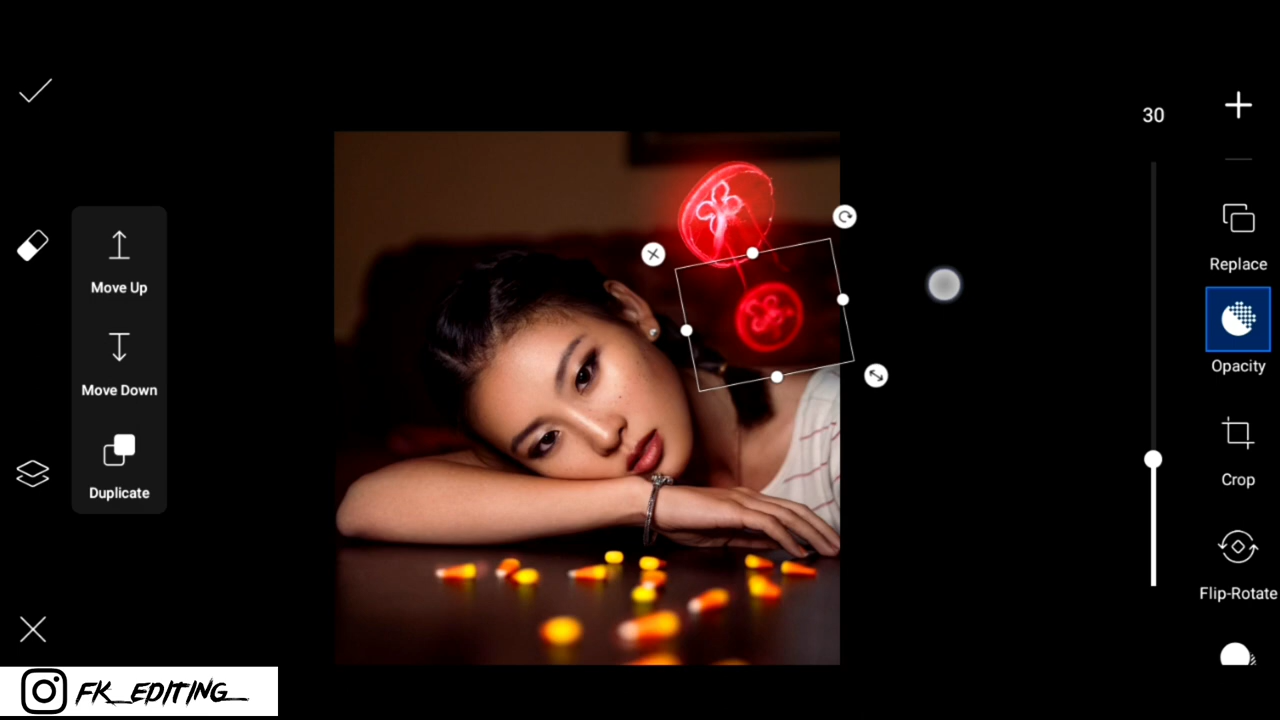 30
Move Up
Replace
Opacity
Move Down
Crop
Duplicate
Flip-Rotate
FK_EDITING_